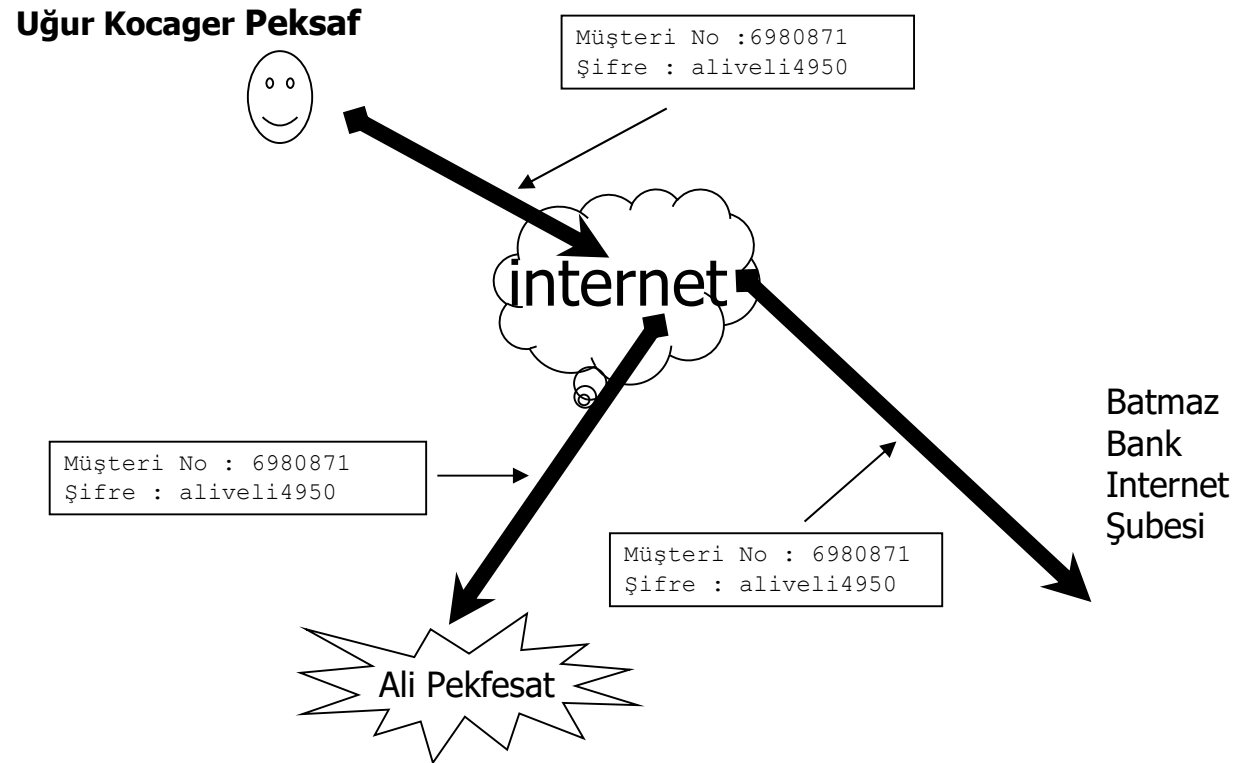 Uğur Kocager Peksaf
Müşteri No :6980871
Şifre : aliveli4950
internet
Batmaz
Bank
Internet
Şubesi
Müşteri No : 6980871
Şifre : aliveli4950
Müşteri No : 6980871
Şifre : aliveli4950
Ali Pekfesat